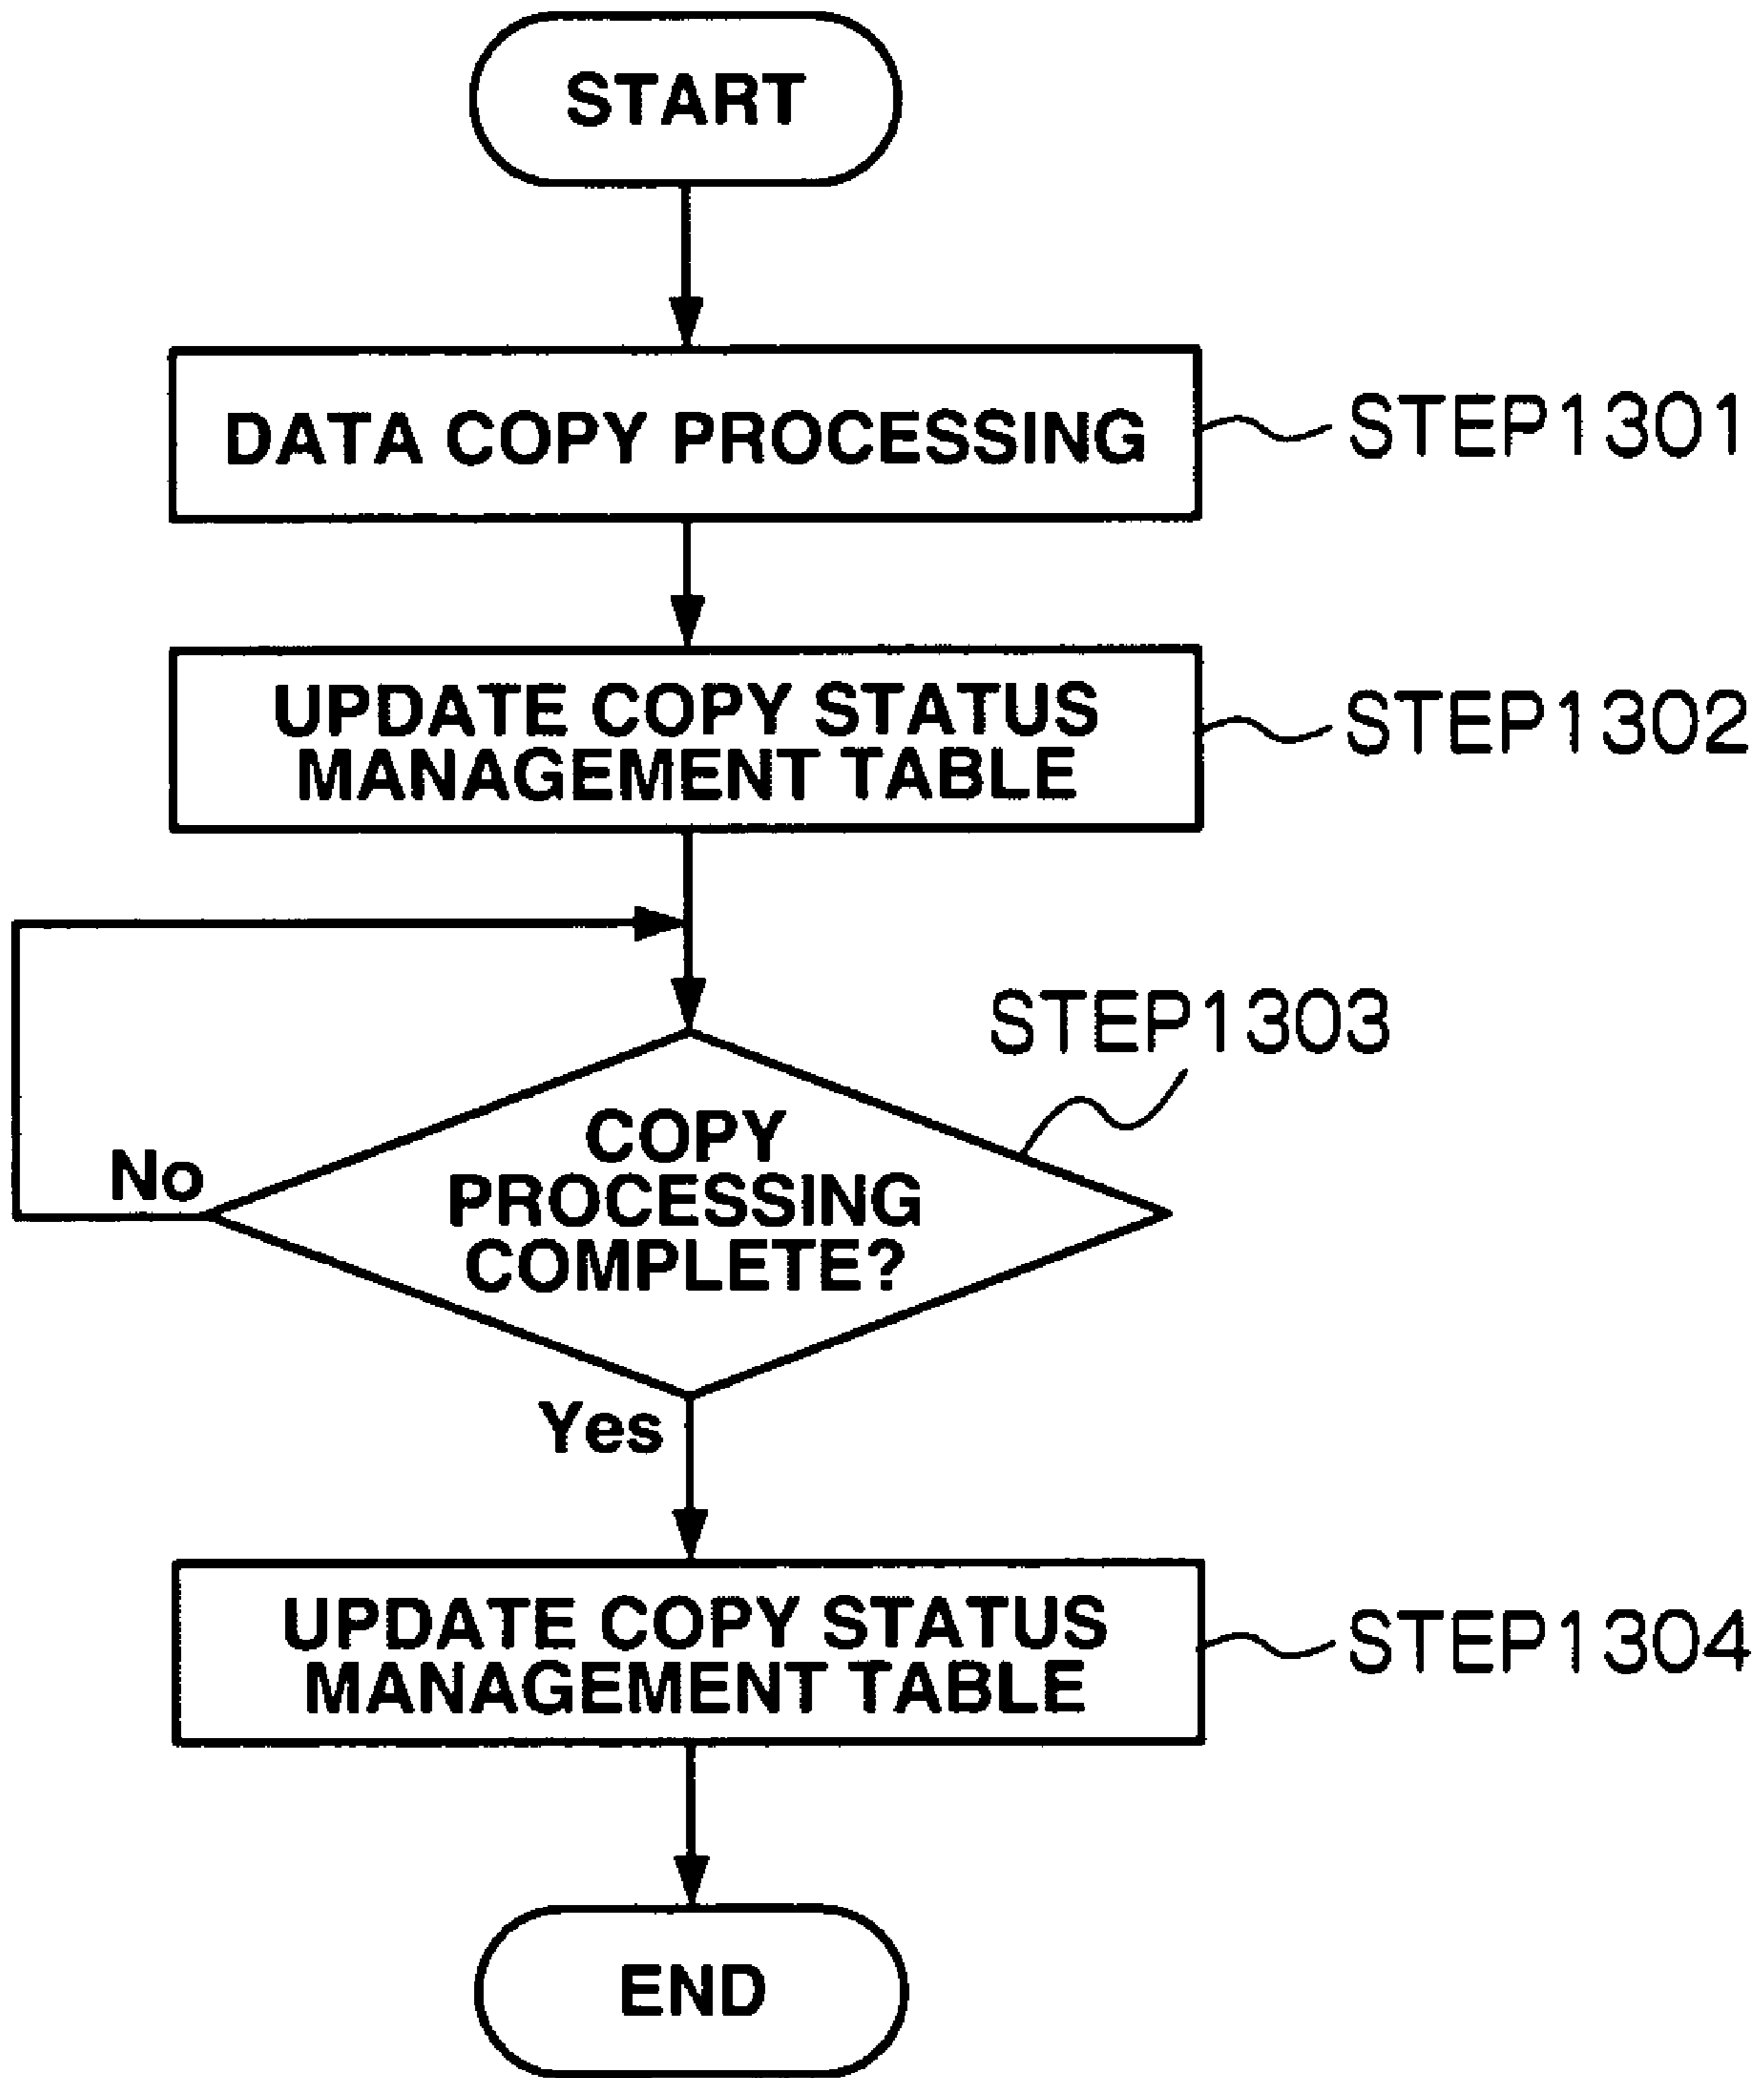 START
DATA COPY PROCESSING
STEP1301
UPDATE COPY STATUS
MANAGEMENT TABLE
STEP1302
STEP1303
COPY
PROCESSING
COMPLETE?
No
Yes
UPDATE COPY STATUS
MANAGEMENT TABLE
STEP1304
END